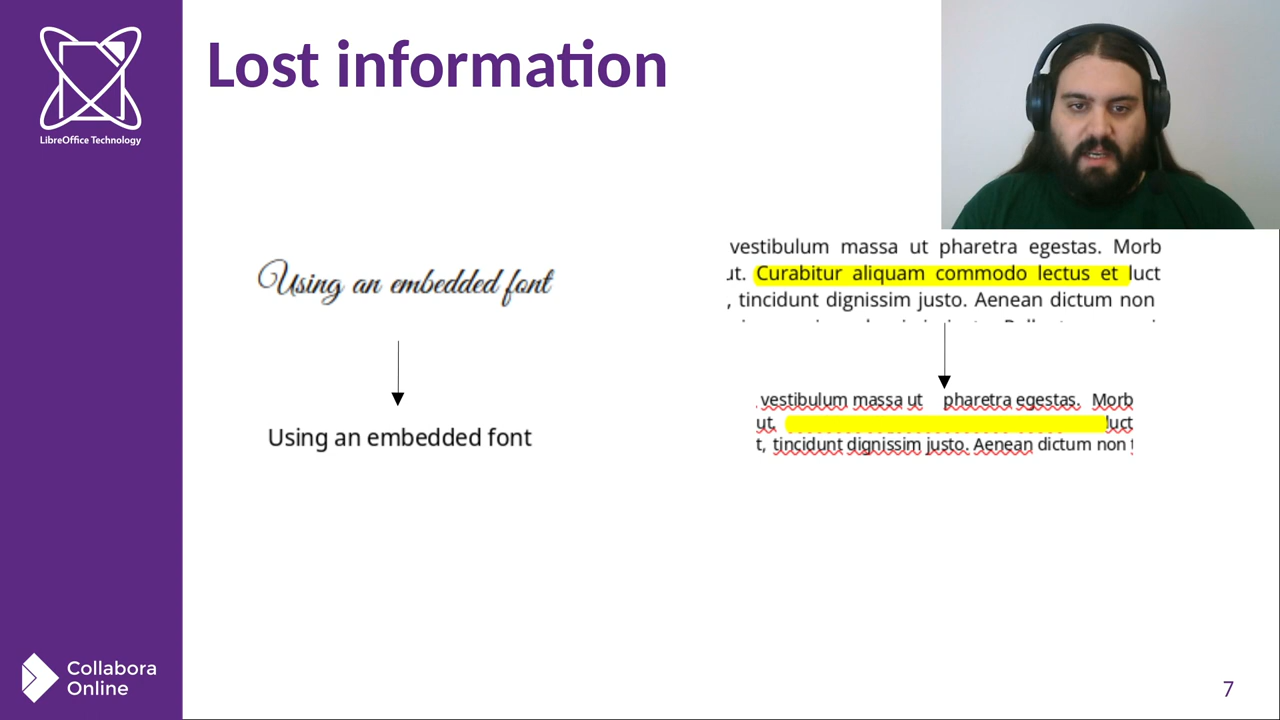 Lost information
LibreOffice Technology
Using an embedded font
Using an embedded font
vestibulum massa ut pharetra egestas. Morb
ut. Curabitur aliquam commodo lectus et luct
, tincidunt dignissim justo. Aenean dictum non
vestibulum massa ut pharetra egestas. Morb
ut. luct
t, tincidunt dignissim justo. Aenean dictum non
Collabora
Online
7